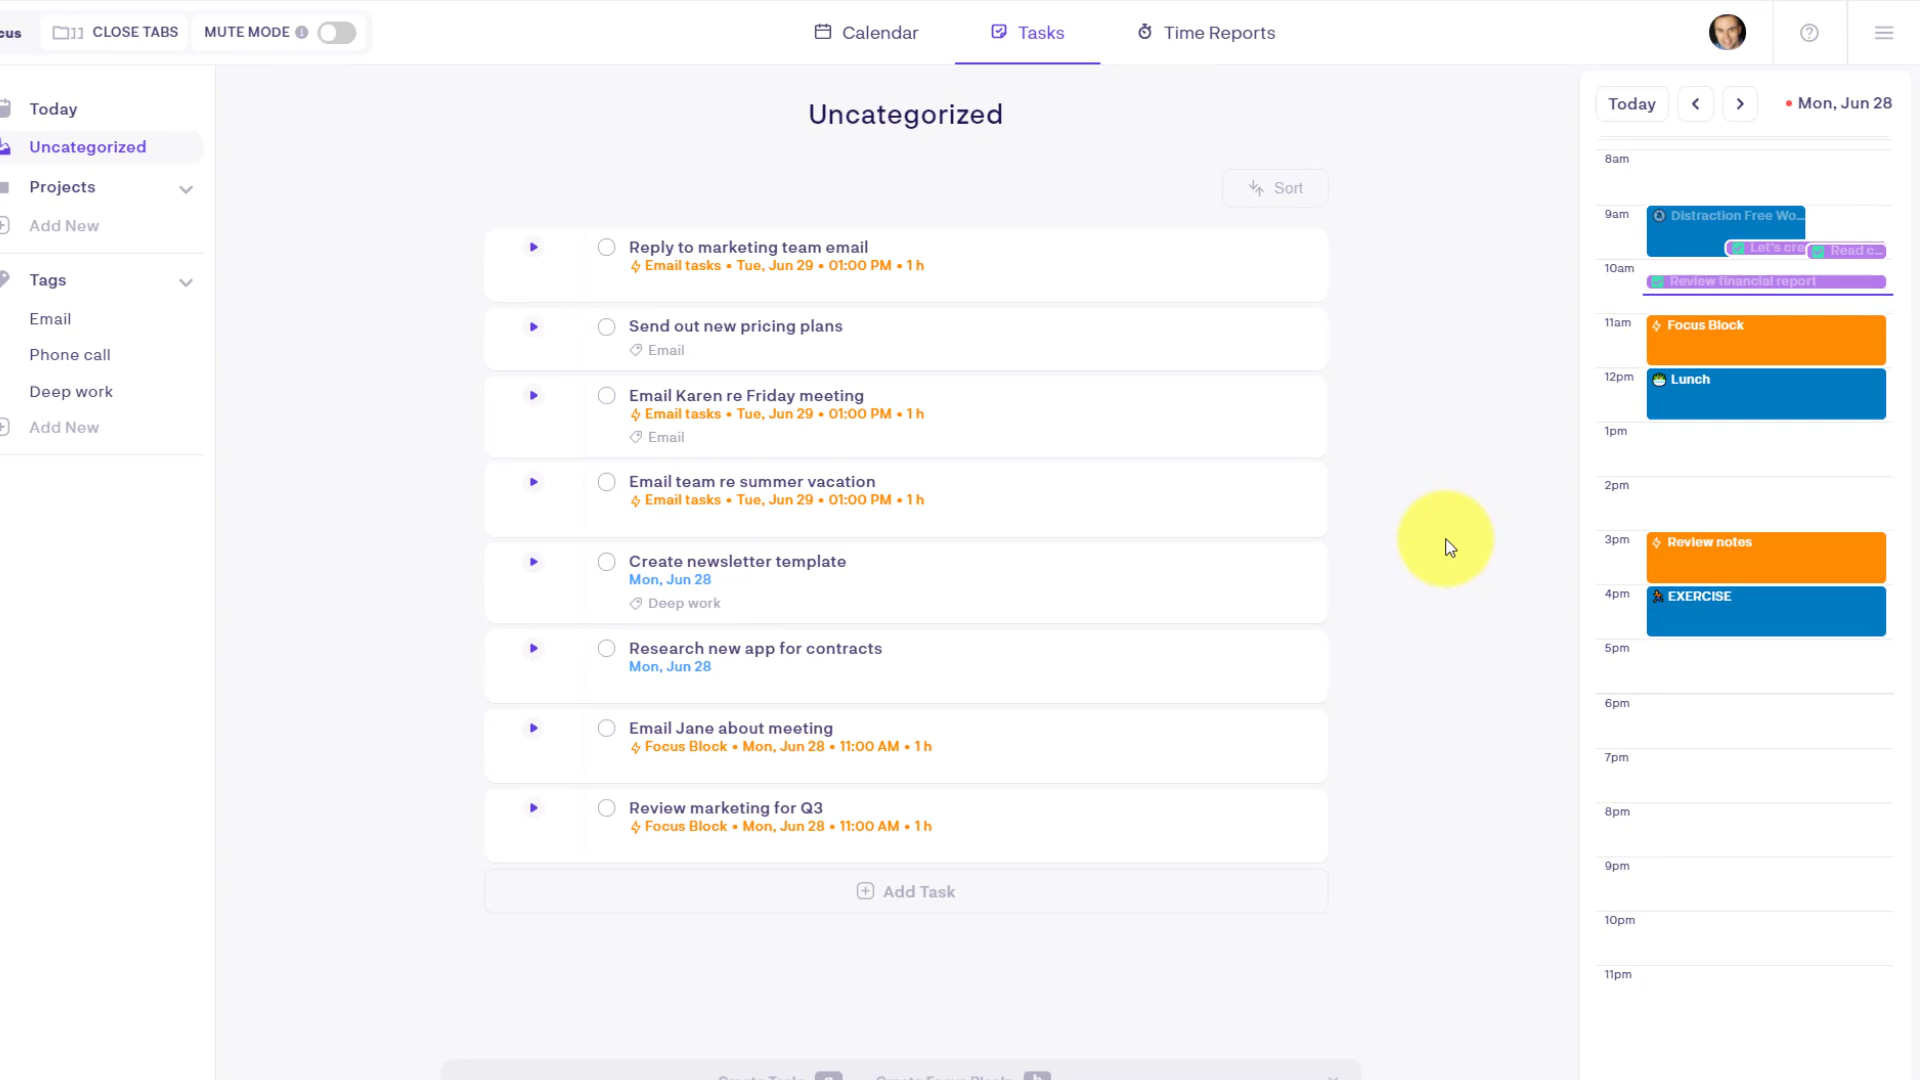 cus
CLOSE TABS
MUTE MODE
Calendar
Tasks
Time Reports
Today
Uncategorized
Projects
Add New
Tags
Email
Phone call
Deep work
Add New
Uncategorized
Sort
Reply to marketing team email
Email tasks • Tue, Jun 29 • 01:00 PM • 1 h
Send out new pricing plans
Email
Email Karen re Friday meeting
Email tasks • Tue, Jun 29 • 01:00 PM • 1 h
Email
Email team re summer vacation
Email tasks • Tue, Jun 29 • 01:00 PM • 1 h
Create newsletter template
Mon, Jun 28
Deep work
Research new app for contracts
Mon, Jun 28
Email Jane about meeting
Focus Block • Mon, Jun 28 • 11:00 AM • 1 h
Review marketing for Q3
Focus Block • Mon, Jun 28 • 11:00 AM • 1 h
Add Task
Today
Mon, Jun 28
8am
9am
Distraction Free Wo...
Let's cre
Read c...
10am
Review financial report
11am
Focus Block
12pm
Lunch
1pm
2pm
3pm
Review notes
4pm
EXERCISE
5pm
6pm
7pm
8pm
9pm
10pm
11pm